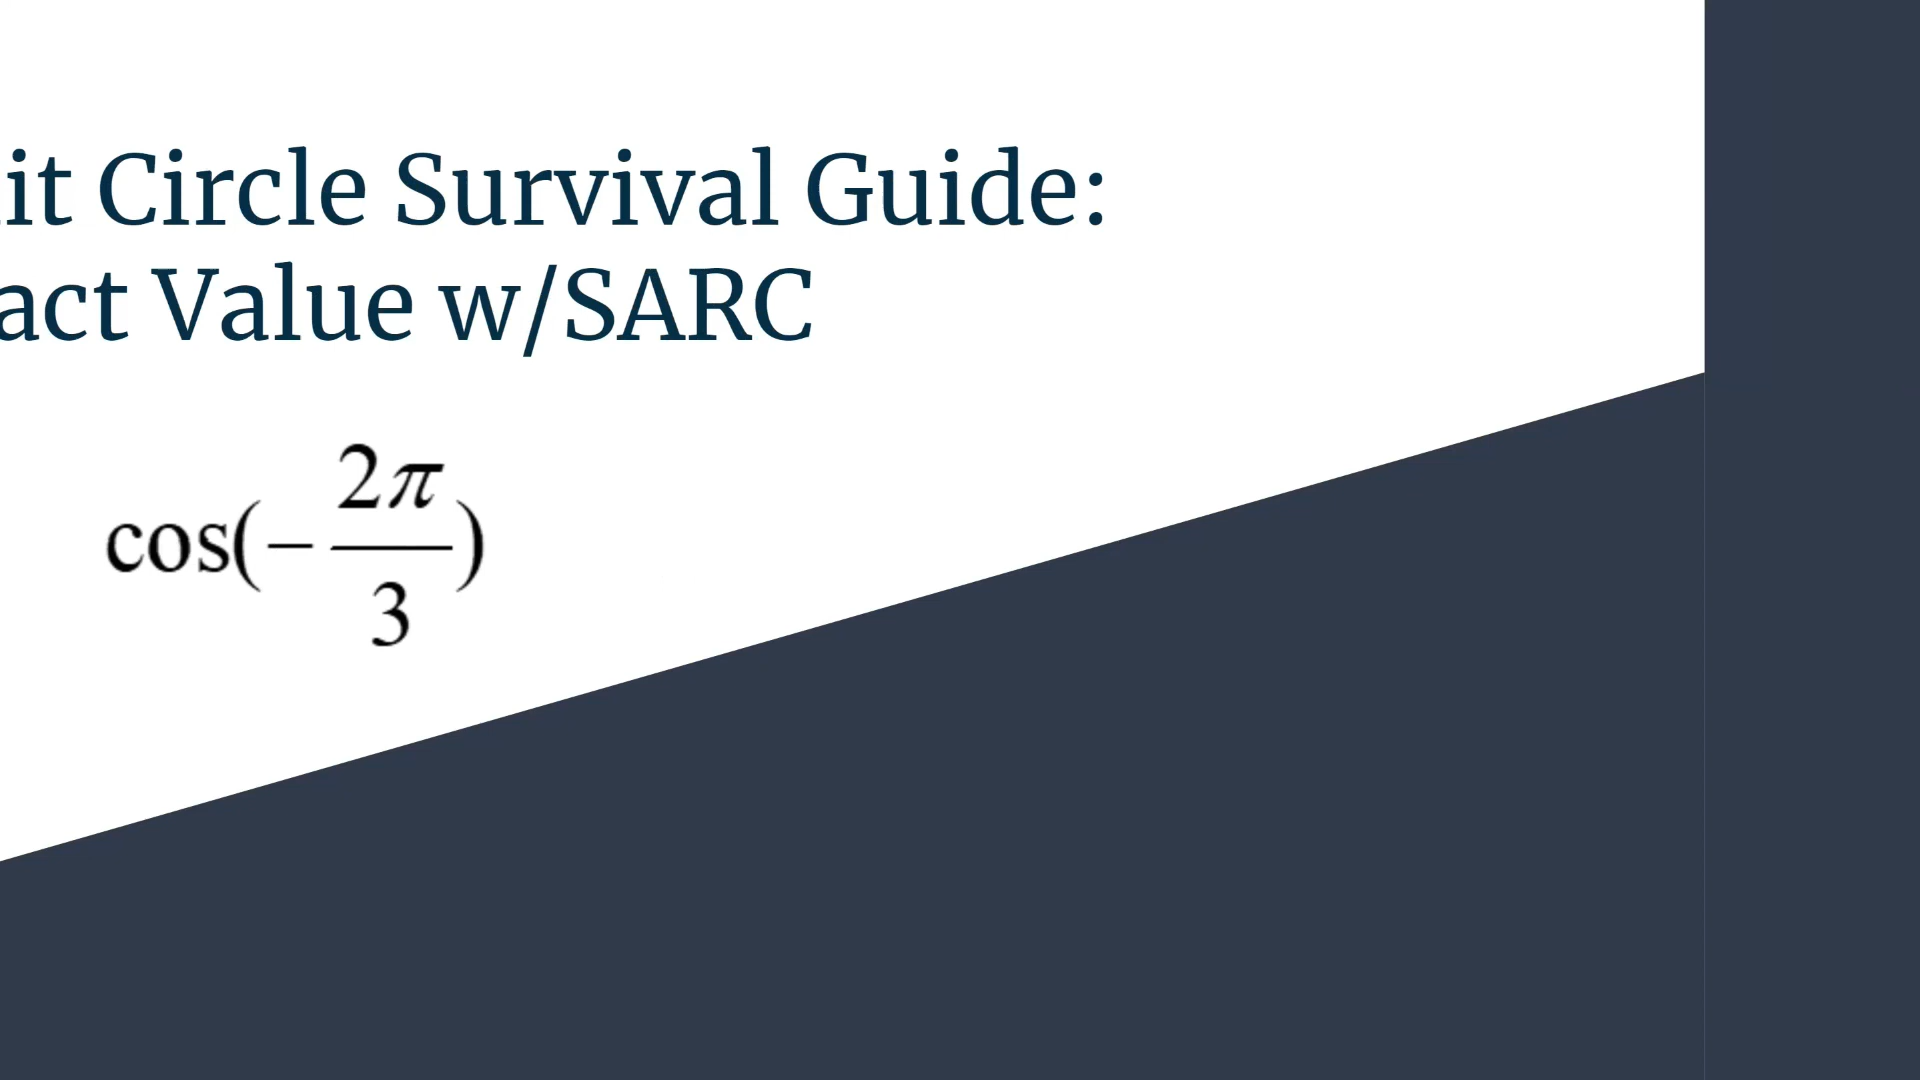 it Circle Survival Guide:
act Value w/SARC
cos(-2π/3)